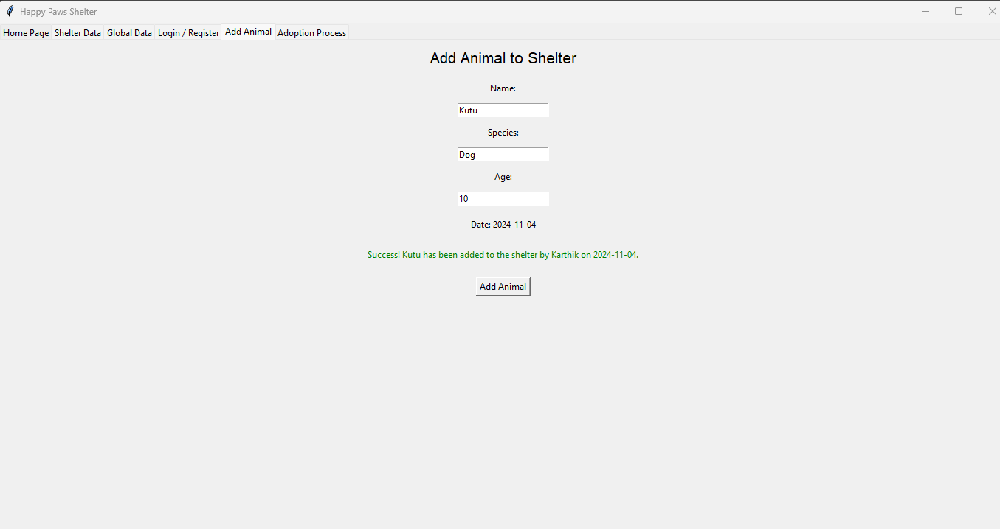 Happy Paws Shelter
Home Page Shelter Data Global Data Login / Register Add Animal Adoption Process
Add Animal to Shelter
Name:
Kutu
Species:
Dog
Age:
10
Date: 2024-11-04
Success! Kutu has been added to the shelter by Karthik on 2024-11-04.
Add Animal